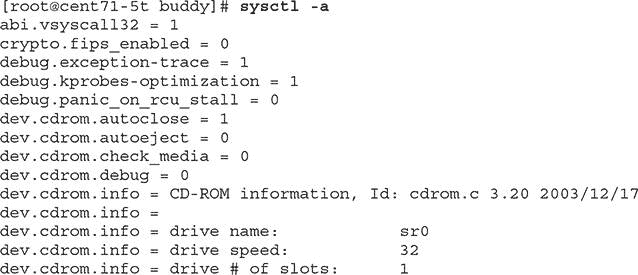 [root@cent71-5t buddy]# sysctl -a
abi.vsyscall32 = 1
crypto.fips_enabled = 0
debug.exception-trace = 1
debug.kprobes-optimization = 1
debug.panic_on_rcu_stall = 0
dev.cdrom.autoclose = 1
dev.cdrom.autoeject = 0
dev.cdrom.check_media = 0
dev.cdrom.debug = 0
dev.cdrom.info = CD-ROM information, Id: cdrom.c 3.20 2003/12/17
dev.cdrom.info =
dev.cdrom.info = drive name: sr0
dev.cdrom.info = drive speed: 32
dev.cdrom.info = drive # of slots: 1